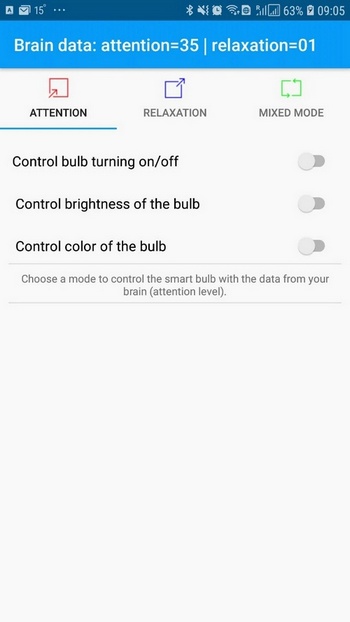 A 15° ... 63% 09:05
Brain data: attention=35 | relaxation=01
ATTENTION RELAXATION MIXED MODE
Control bulb turning on/off
Control brightness of the bulb
Control color of the bulb
Choose a mode to control the smart bulb with the data from your
brain (attention level).